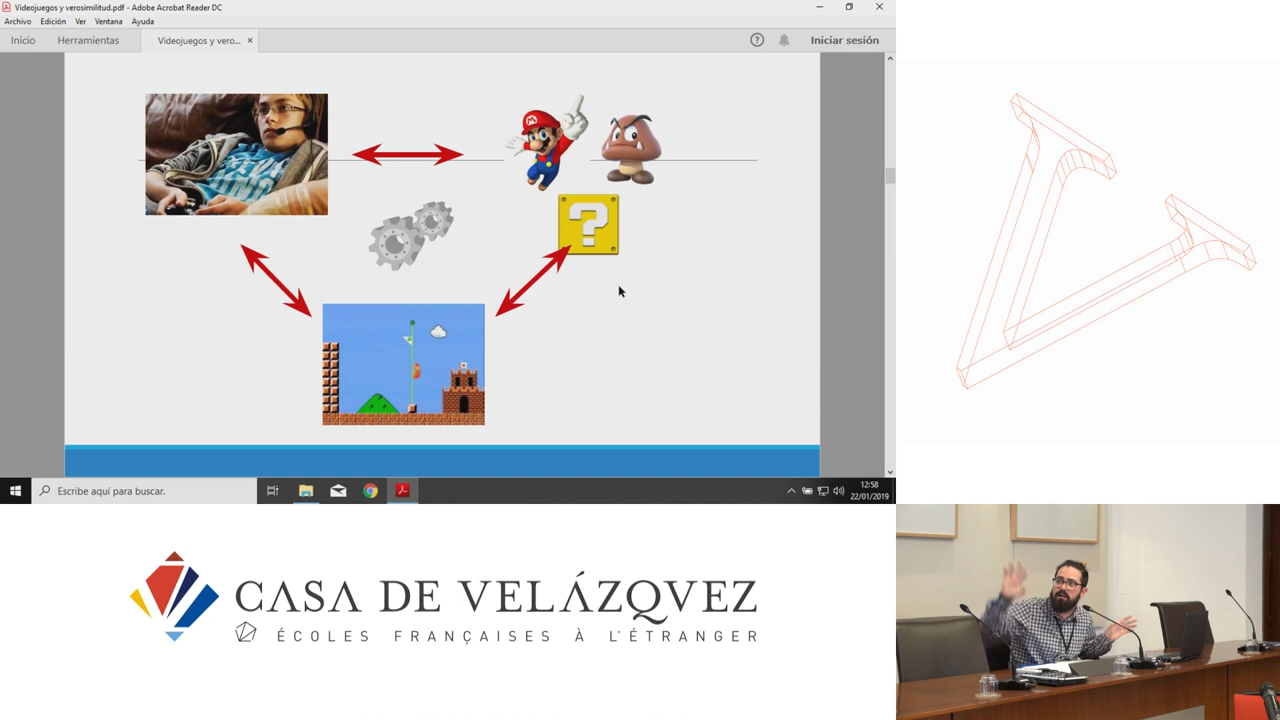 Videojuegos y verosimilitud.pdf - Adobe Acrobat Reader DC
Archivo Edición Ver Ventana Ayuda
Inicio Herramientas Videojuegos y vero... × ? Iniciar sesión
M
?
Escribe aquí para buscar.
12:58
22/01/2019
CASA DE VELÁZQVEZ
ÉCOLES FRANÇAISES À L'ÉTRANGER